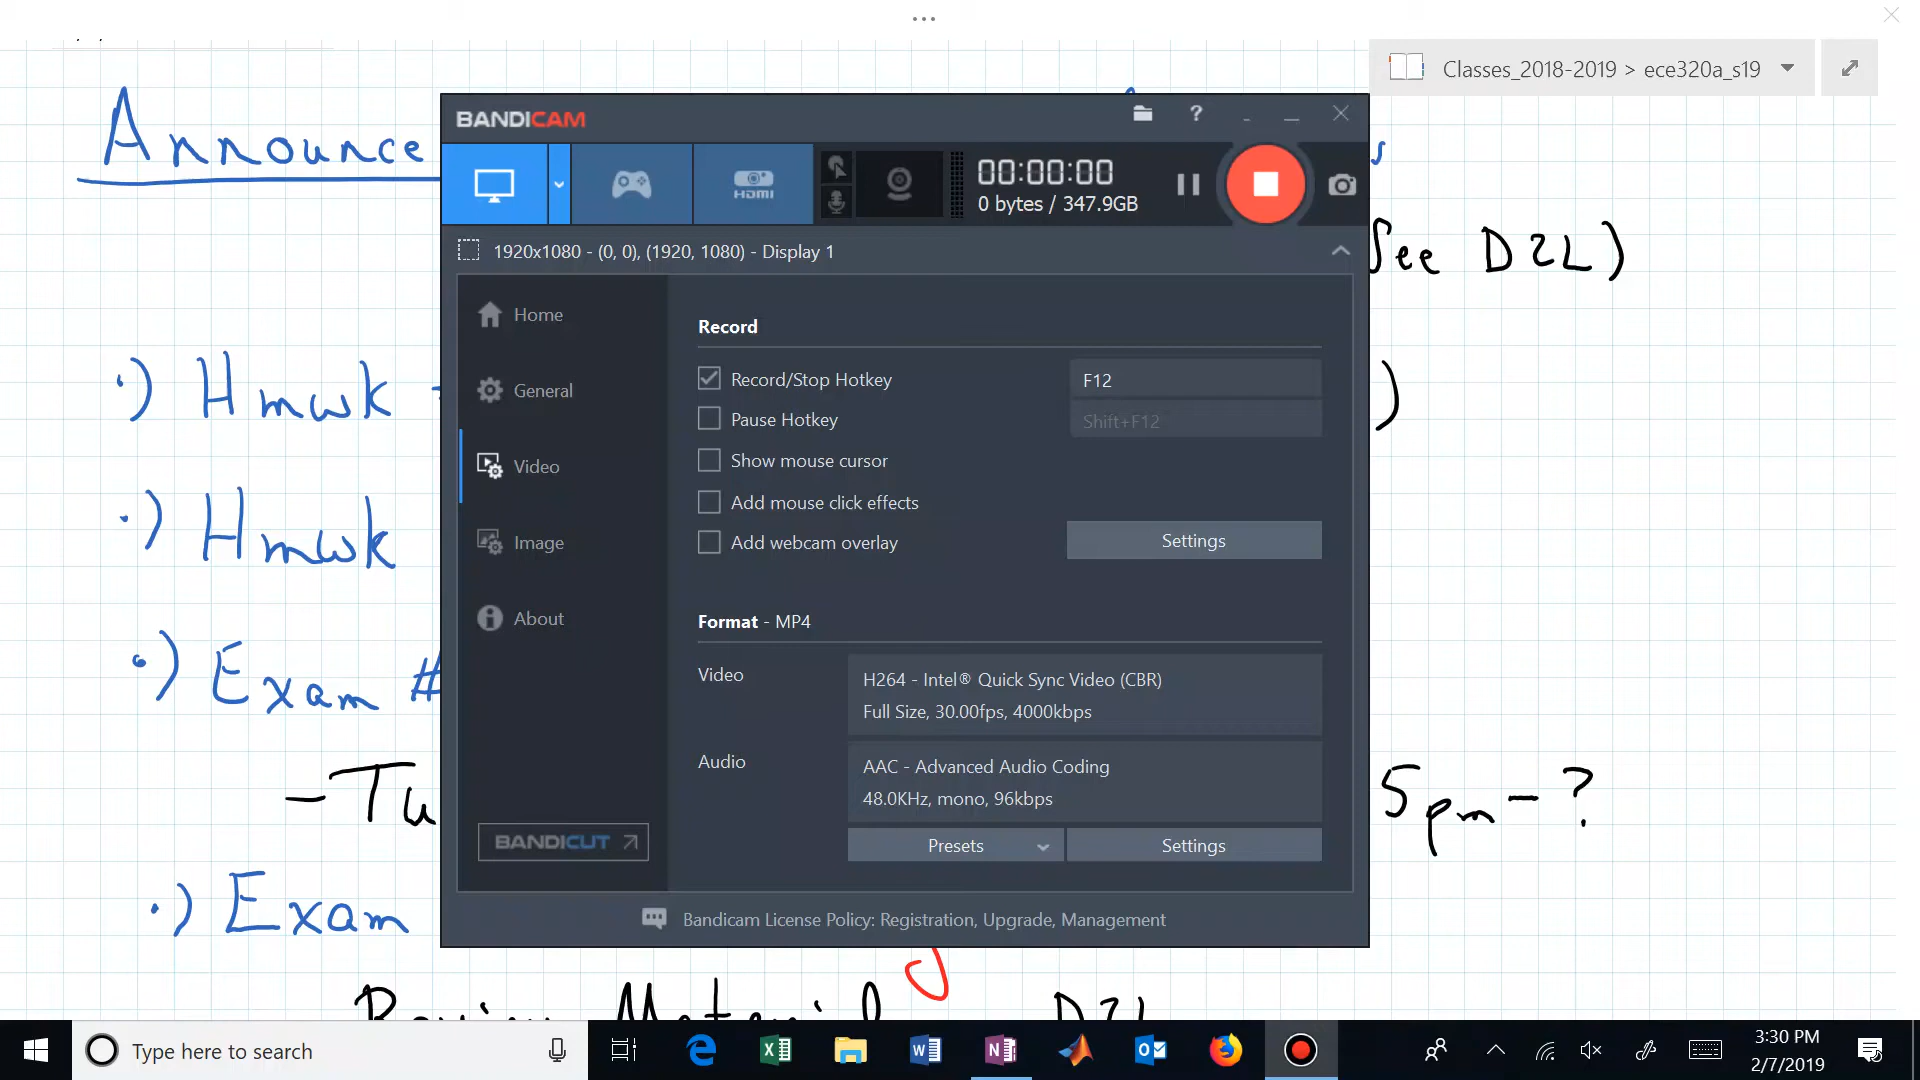 Classes_2018-2019 > ece320a_s19
Announce
BANDICAM
?
HDMI
00:00:00
0 bytes / 347.9GB
s
1920x1080 - (0, 0), (1920, 1080) - Display 1
See D2L)
Home
Record
General
Record/Stop Hotkey F12
·) Hmwk )
Pause Hotkey Shift+F12
Video
Show mouse cursor
Add mouse click effects
Image
Add webcam overlay Settings
·) Hmwk
About
Format - MP4
·) Exam #
Video
H264 - Intel® Quick Sync Video (CBR)
Full Size, 30.00fps, 4000kbps
Audio
AAC - Advanced Audio Coding
48.0KHz, mono, 96kbps
- Tu 5pm - ?
BANDICUT
Presets Settings
·) Exam
Bandicam License Policy: Registration, Upgrade, Management
Review Material D2L
Type here to search
3:30 PM
2/7/2019